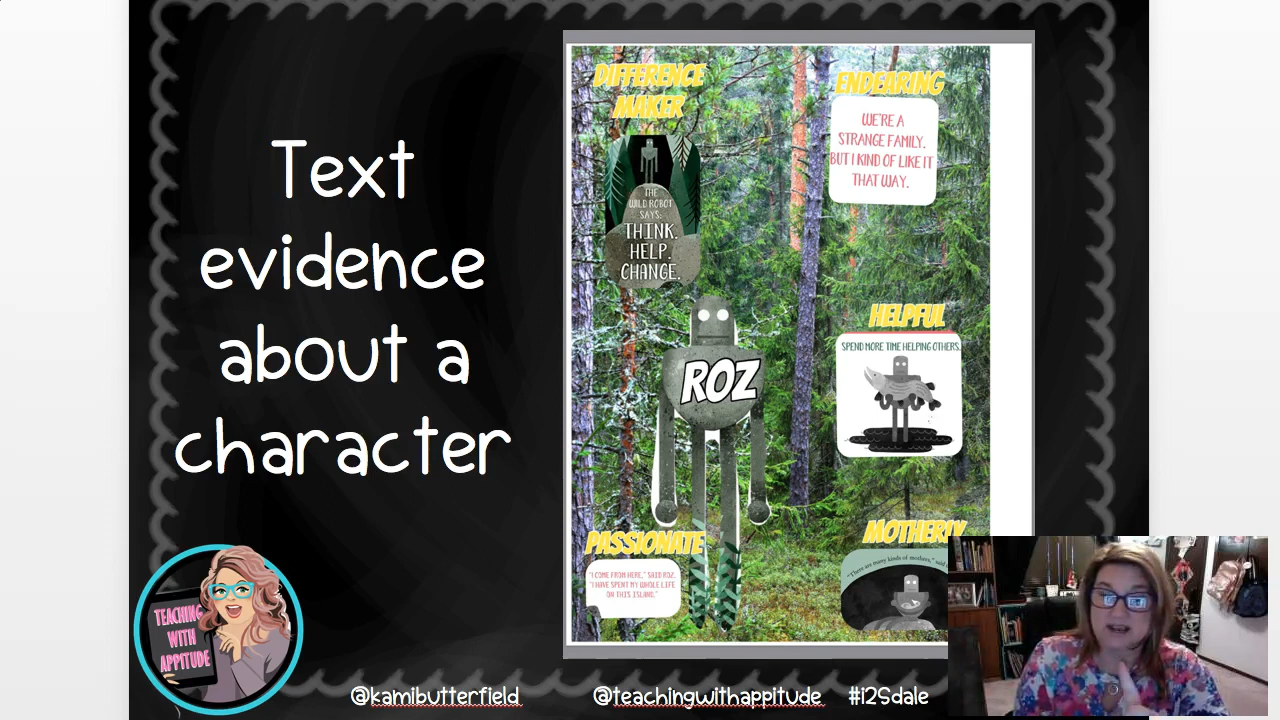 Text
evidence
about a
character
DIFFERENCE
MAKER
THE
WILD ROBOT
SAYS:
THINK.
HELP.
CHANGE.
ENDEARING
WE'RE A
STRANGE FAMILY.
BUT I KIND OF LIKE IT
THAT WAY.
ROZ
HELPFUL
SPEND MORE TIME HELPING OTHERS.
PASSIONATE
"I COME FROM HERE," SAID ROZ.
"I HAVE SPENT MY WHOLE LIFE
ON THIS ISLAND."
MOTHERLY
"There are many kinds of mothers," said
TEACHING
WITH
APPITUDE
@kamibutterfield @teachingwithappitude #i2Sdale